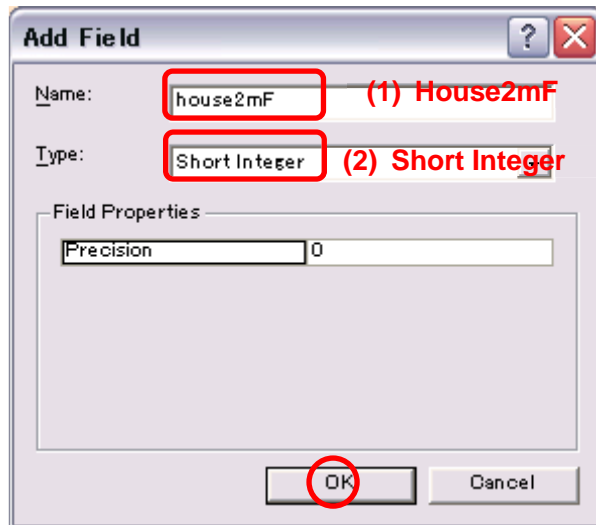 Add Field
?
Name: house2mF (1) House2mF
Type: Short Integer (2) Short Integer
Field Properties
Precision 0
OK Cancel